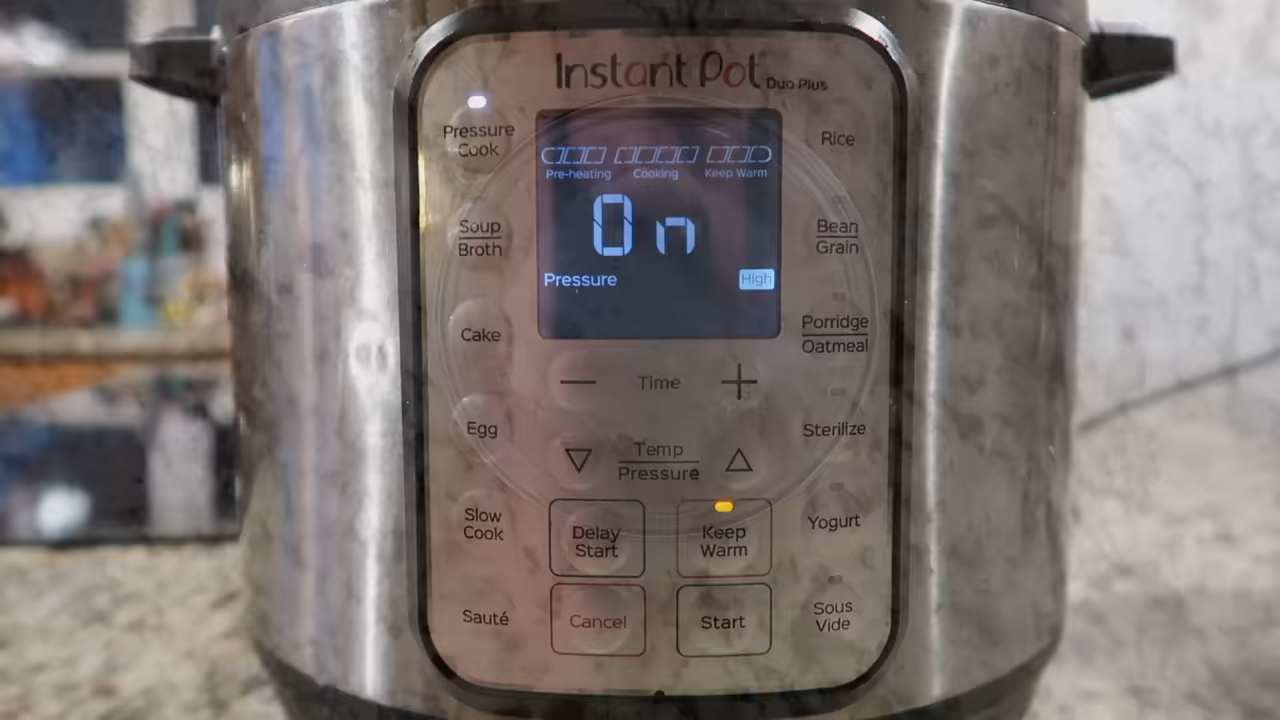 Instant Pot Duo Plus
Pressure
Cook
Soup
Broth
Cake
Egg
Slow
Cook
Sauté
Pre-heating Cooking Keep Warm
On
Pressure High
Time
Temp
Pressure
Delay
Start
Keep
Warm
Cancel
Start
Rice
Bean
Grain
Porridge
Oatmeal
Sterilize
Yogurt
Sous
Vide